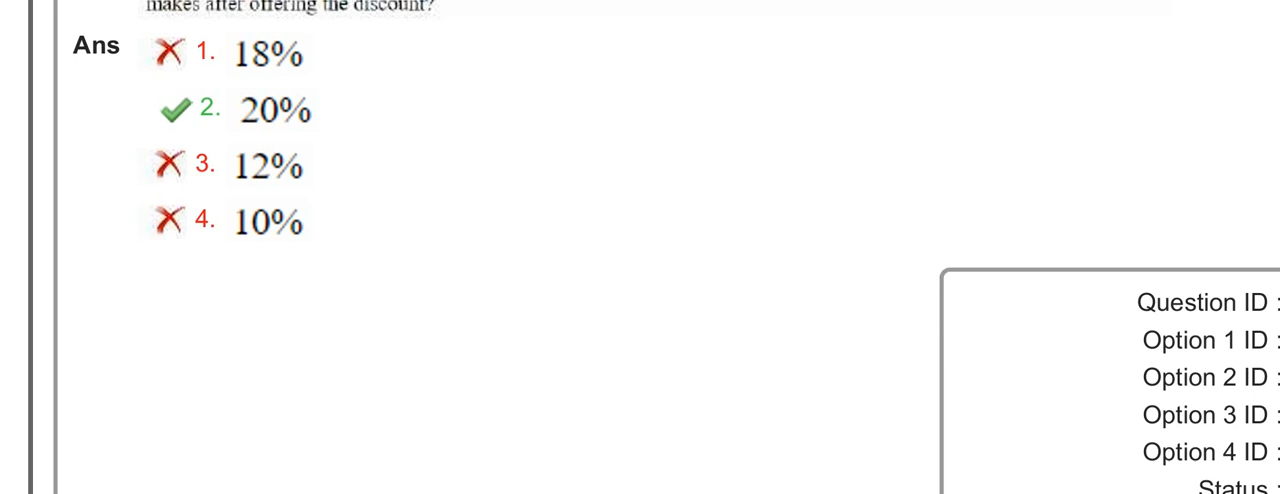 makes after offering the discount?
Ans 1. 18%
2. 20%
3. 12%
4. 10%
Question ID :
Option 1 ID :
Option 2 ID :
Option 3 ID :
Option 4 ID :
Status :